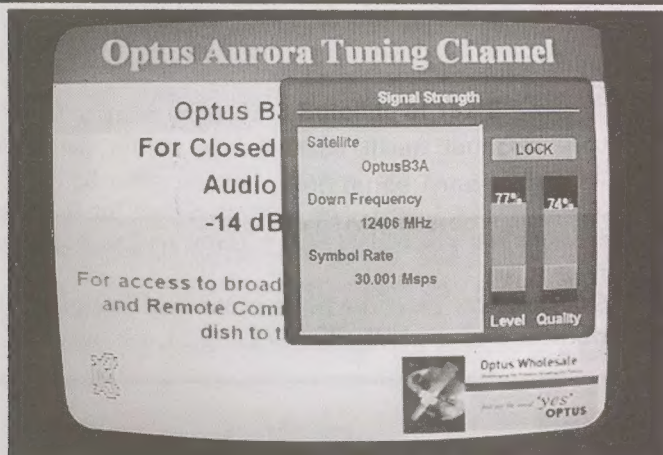 Optus Aurora Tuning Channel
Optus B3
For Closed
Audio
-14 dB
For access to broad
and Remote Com
dish to t
Signal Strength
Satellite
OptusB3A
Down Frequency
12406 MHz
Symbol Rate
30.001 Msps
LOCK
77%
74%
Level Quality
Optus Wholesale
'yes'
OPTUS